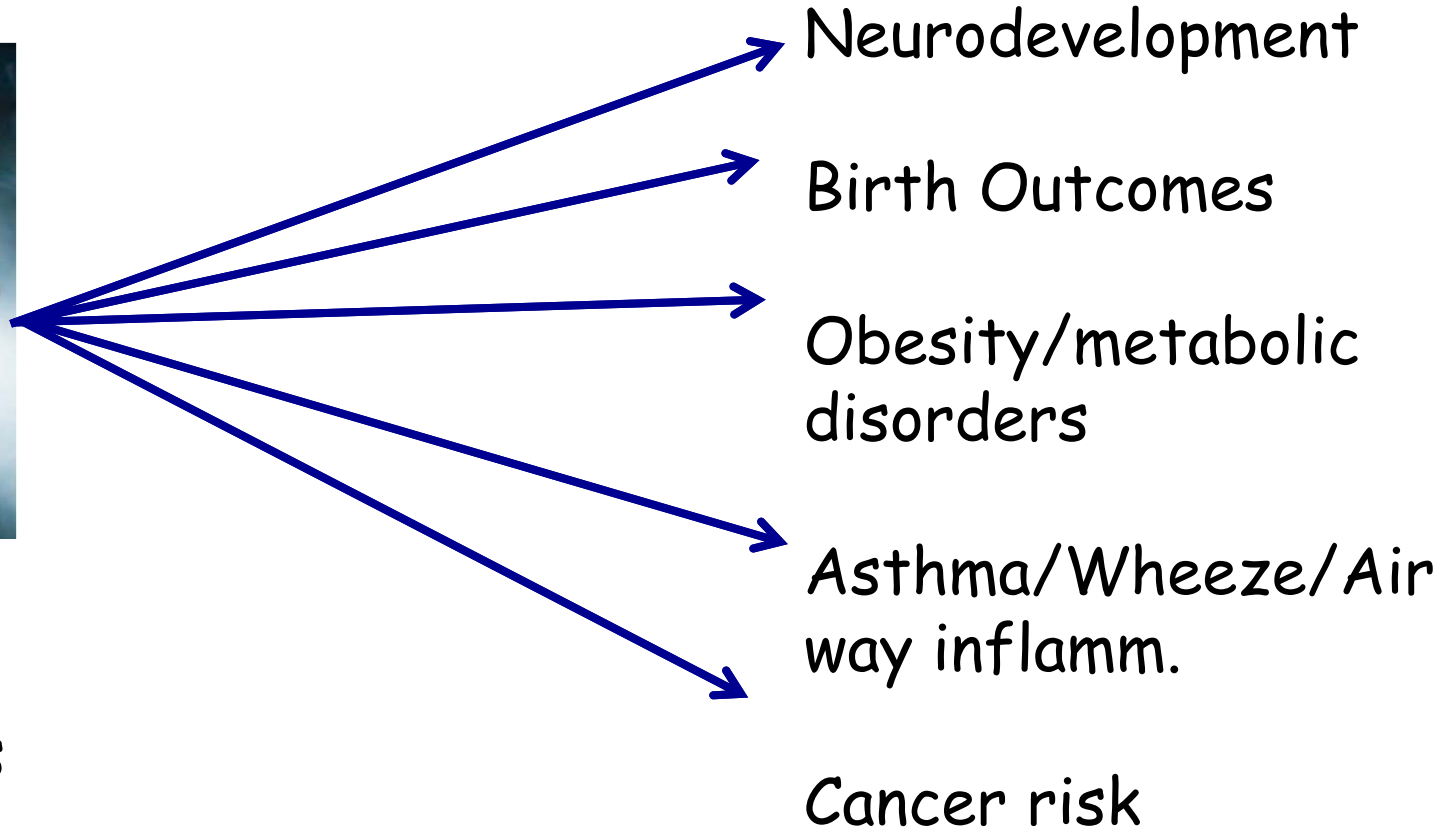 Neurodevelopment
Birth Outcomes
Obesity/metabolic
disorders
Asthma/Wheeze/Air
way inflamm.
Cancer risk